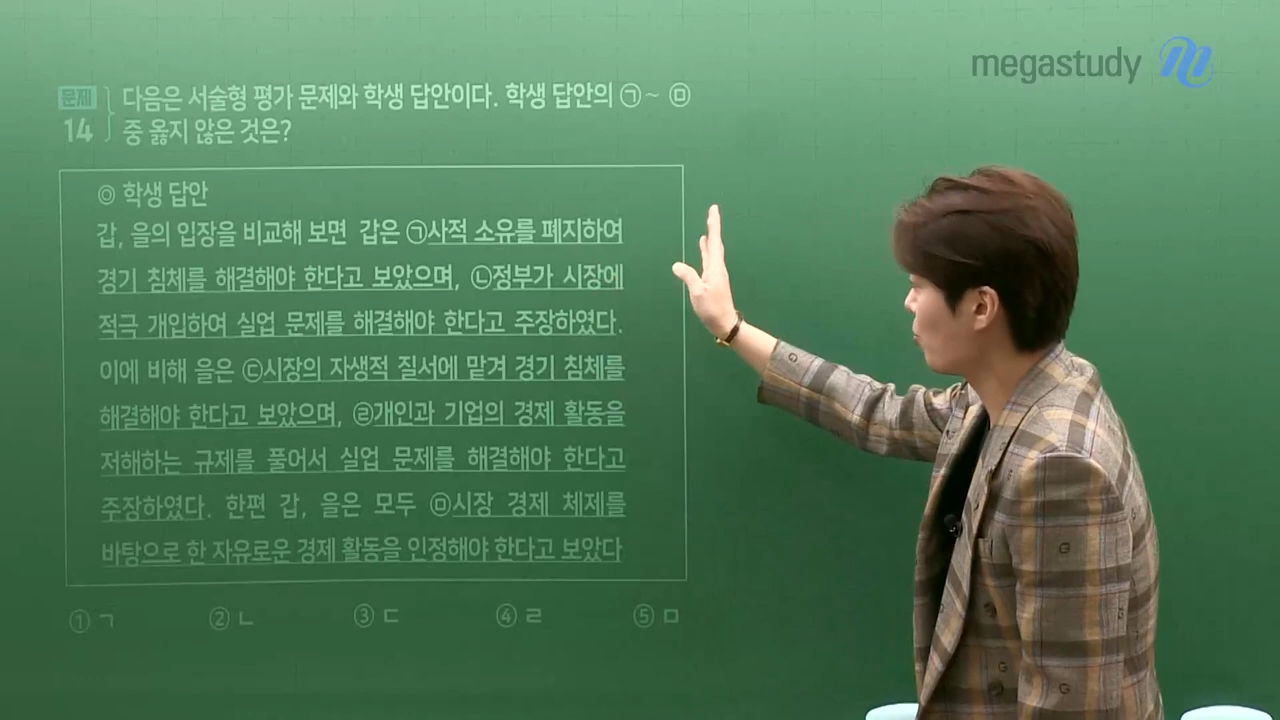 megastudy
문제 다음은 서술형 평가 문제와 학생 답안이다. 학생 답안의 ㉠~ ㉤
14 중 옳지 않은 것은?
◎ 학생 답안
갑, 을의 입장을 비교해 보면 갑은 ㉠사적 소유를 폐지하여
경기 침체를 해결해야 한다고 보았으며, ㉡정부가 시장에
적극 개입하여 실업 문제를 해결해야 한다고 주장하였다.
이에 비해 을은 ㉢시장의 자생적 질서에 맡겨 경기 침체를
해결해야 한다고 보았으며, ㉣개인과 기업의 경제 활동을
저해하는 규제를 풀어서 실업 문제를 해결해야 한다고
주장하였다. 한편 갑, 을은 모두 ㉤시장 경제 체제를
바탕으로 한 자유로운 경제 활동을 인정해야 한다고 보았다
① ㄱ ② ㄴ ③ ㄷ ④ ㄹ ⑤ ㅁ